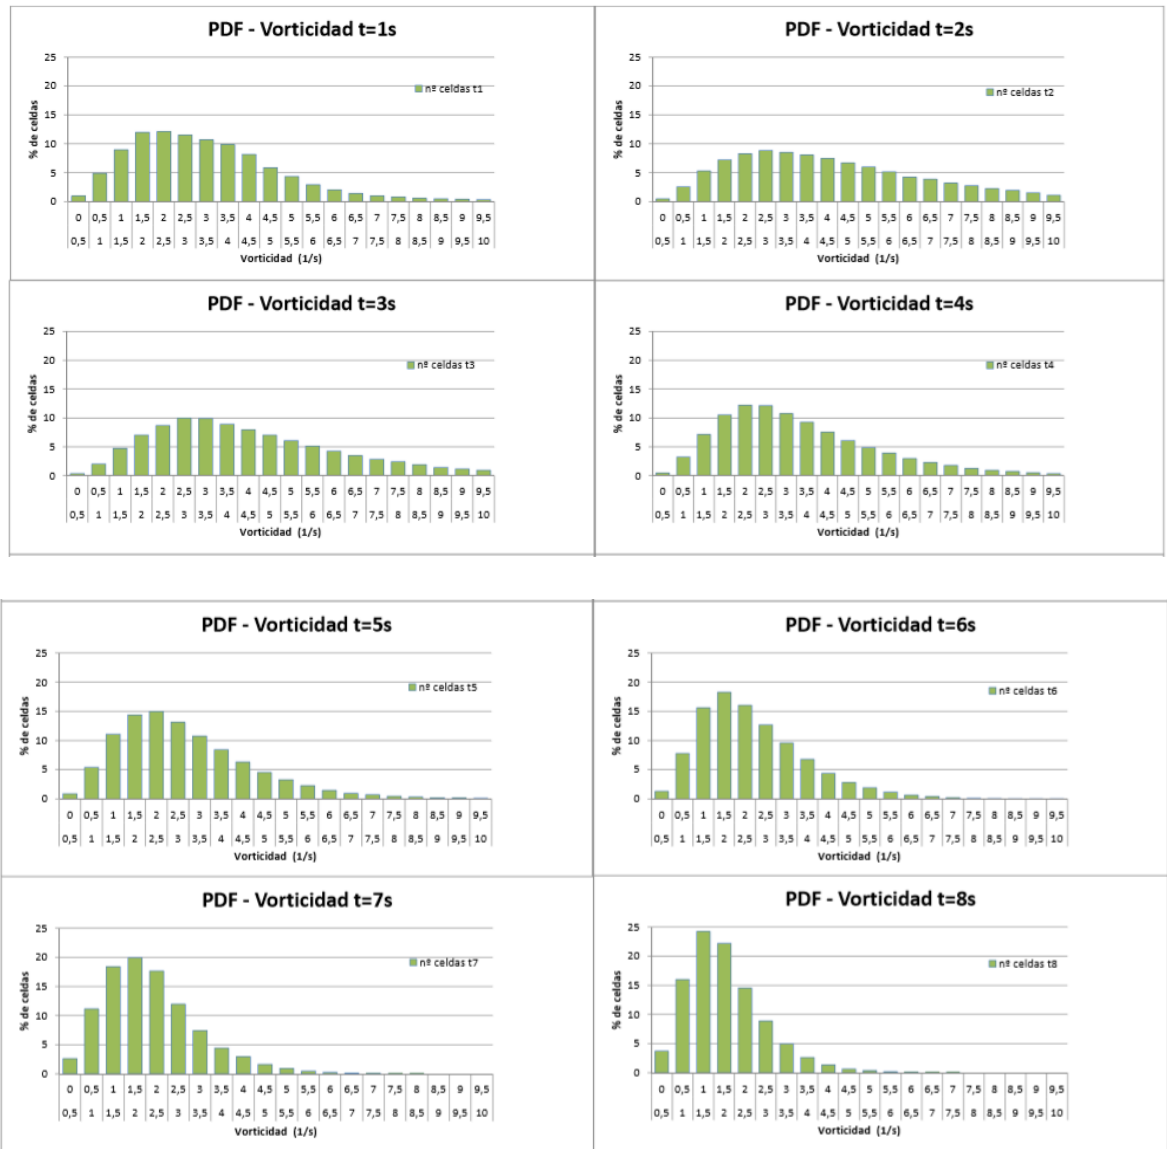 PDF - Vorticidad t=1s
% de celdas
25
20
15
10
5
0
nº celdas t1
0 0,5 1 1,5 2 2,5 3 3,5 4 4,5 5 5,5 6 6,5 7 7,5 8 8,5 9 9,5
0,5 1 1,5 2 2,5 3 3,5 4 4,5 5 5,5 6 6,5 7 7,5 8 8,5 9 9,5 10
Vorticidad (1/s)
PDF - Vorticidad t=2s
% de celdas
25
20
15
10
5
0
nº celdas t2
0 0,5 1 1,5 2 2,5 3 3,5 4 4,5 5 5,5 6 6,5 7 7,5 8 8,5 9 9,5
0,5 1 1,5 2 2,5 3 3,5 4 4,5 5 5,5 6 6,5 7 7,5 8 8,5 9 9,5 10
Vorticidad (1/s)
PDF - Vorticidad t=3s
% de celdas
25
20
15
10
5
0
nº celdas t3
0 0,5 1 1,5 2 2,5 3 3,5 4 4,5 5 5,5 6 6,5 7 7,5 8 8,5 9 9,5
0,5 1 1,5 2 2,5 3 3,5 4 4,5 5 5,5 6 6,5 7 7,5 8 8,5 9 9,5 10
Vorticidad (1/s)
PDF - Vorticidad t=4s
% de celdas
25
20
15
10
5
0
nº celdas t4
0 0,5 1 1,5 2 2,5 3 3,5 4 4,5 5 5,5 6 6,5 7 7,5 8 8,5 9 9,5
0,5 1 1,5 2 2,5 3 3,5 4 4,5 5 5,5 6 6,5 7 7,5 8 8,5 9 9,5 10
Vorticidad (1/s)
PDF - Vorticidad t=5s
% de celdas
25
20
15
10
5
0
nº celdas t5
0 0,5 1 1,5 2 2,5 3 3,5 4 4,5 5 5,5 6 6,5 7 7,5 8 8,5 9 9,5
0,5 1 1,5 2 2,5 3 3,5 4 4,5 5 5,5 6 6,5 7 7,5 8 8,5 9 9,5 10
Vorticidad (1/s)
PDF - Vorticidad t=6s
% de celdas
25
20
15
10
5
0
nº celdas t6
0 0,5 1 1,5 2 2,5 3 3,5 4 4,5 5 5,5 6 6,5 7 7,5 8 8,5 9 9,5
0,5 1 1,5 2 2,5 3 3,5 4 4,5 5 5,5 6 6,5 7 7,5 8 8,5 9 9,5 10
Vorticidad (1/s)
PDF - Vorticidad t=7s
% de celdas
25
20
15
10
5
0
nº celdas t7
0 0,5 1 1,5 2 2,5 3 3,5 4 4,5 5 5,5 6 6,5 7 7,5 8 8,5 9 9,5
0,5 1 1,5 2 2,5 3 3,5 4 4,5 5 5,5 6 6,5 7 7,5 8 8,5 9 9,5 10
Vorticidad (1/s)
PDF - Vorticidad t=8s
% de celdas
25
20
15
10
5
0
nº celdas t8
0 0,5 1 1,5 2 2,5 3 3,5 4 4,5 5 5,5 6 6,5 7 7,5 8 8,5 9 9,5
0,5 1 1,5 2 2,5 3 3,5 4 4,5 5 5,5 6 6,5 7 7,5 8 8,5 9 9,5 10
Vorticidad (1/s)